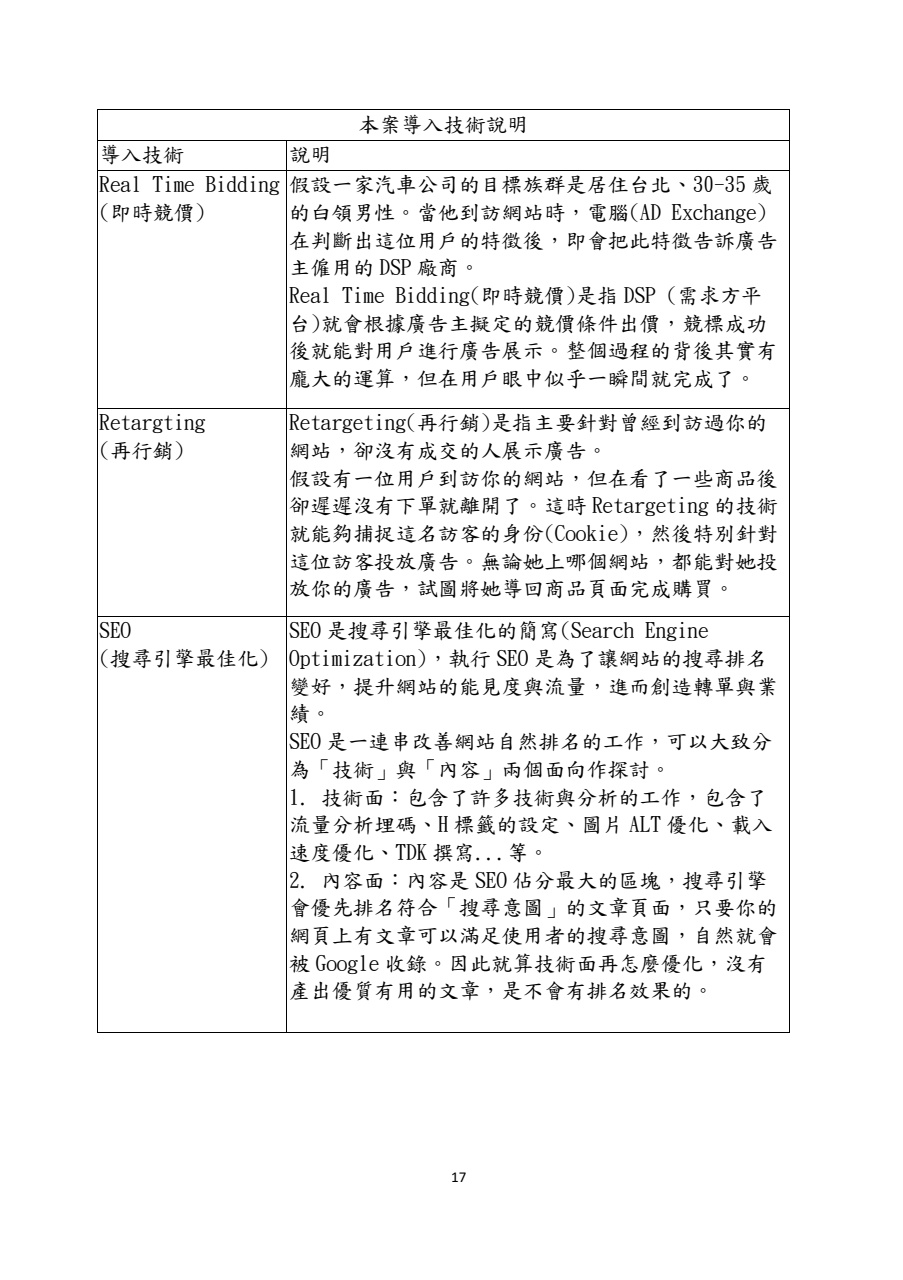 本案導入技術說明
導入技術 說明
Real Time Bidding
(即時競價)
假設一家汽車公司的目標族群是居住台北、30-35 歲
的白領男性。當他到訪網站時，電腦(AD Exchange)
在判斷出這位用戶的特徵後，即會把此特徵告訴廣告
主僱用的 DSP 廠商。
Real Time Bidding(即時競價)是指 DSP (需求方平
台)就會根據廣告主擬定的競價條件出價，競標成功
後就能對用戶進行廣告展示。整個過程的背後其實有
龐大的運算，但在用戶眼中似乎一瞬間就完成了。
Retargting
(再行銷)
Retargeting(再行銷)是指主要針對曾經到訪過你的
網站，卻沒有成交的人展示廣告。
假設有一位用戶到訪你的網站，但在看了一些商品後
卻遲遲沒有下單就離開了。這時 Retargeting 的技術
就能夠捕捉這名訪客的身份(Cookie)，然後特別針對
這位訪客投放廣告。無論她上哪個網站，都能對她投
放你的廣告，試圖將她導回商品頁面完成購買。
SEO
(搜尋引擎最佳化)
SEO 是搜尋引擎最佳化的簡寫(Search Engine
Optimization)，執行 SEO 是為了讓網站的搜尋排名
變好，提升網站的能見度與流量，進而創造轉單與業
績。
SEO 是一連串改善網站自然排名的工作，可以大致分
為「技術」與「內容」兩個面向作探討。
1. 技術面：包含了許多技術與分析的工作，包含了
流量分析埋碼、H 標籤的設定、圖片 ALT 優化、載入
速度優化、TDK 撰寫...等。
2. 內容面：內容是 SEO 佔分最大的區塊，搜尋引擎
會優先排名符合「搜尋意圖」的文章頁面，只要你的
網頁上有文章可以滿足使用者的搜尋意圖，自然就會
被 Google 收錄。因此就算技術面再怎麼優化，沒有
產出優質有用的文章，是不會有排名效果的。
17